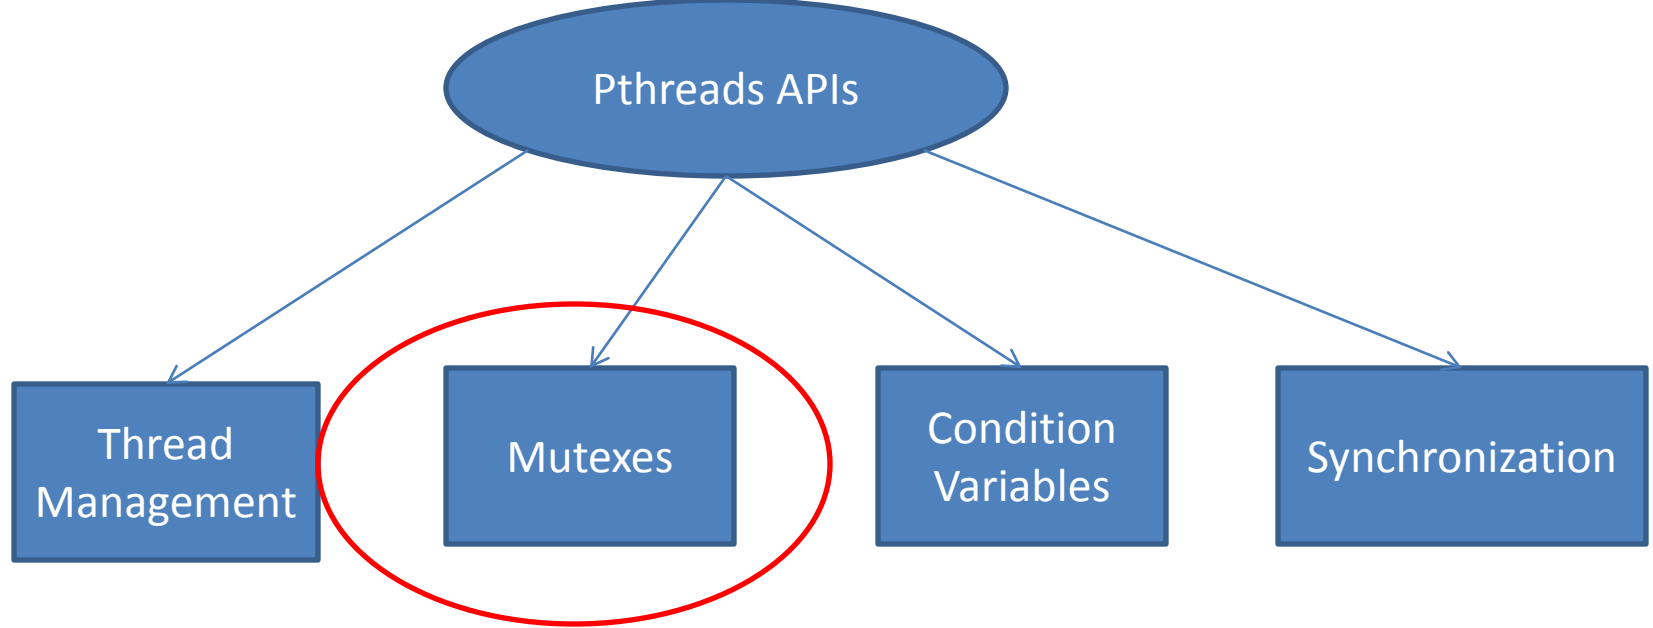 Pthreads APIs
Thread
Management
Mutexes
Condition
Variables
Synchronization